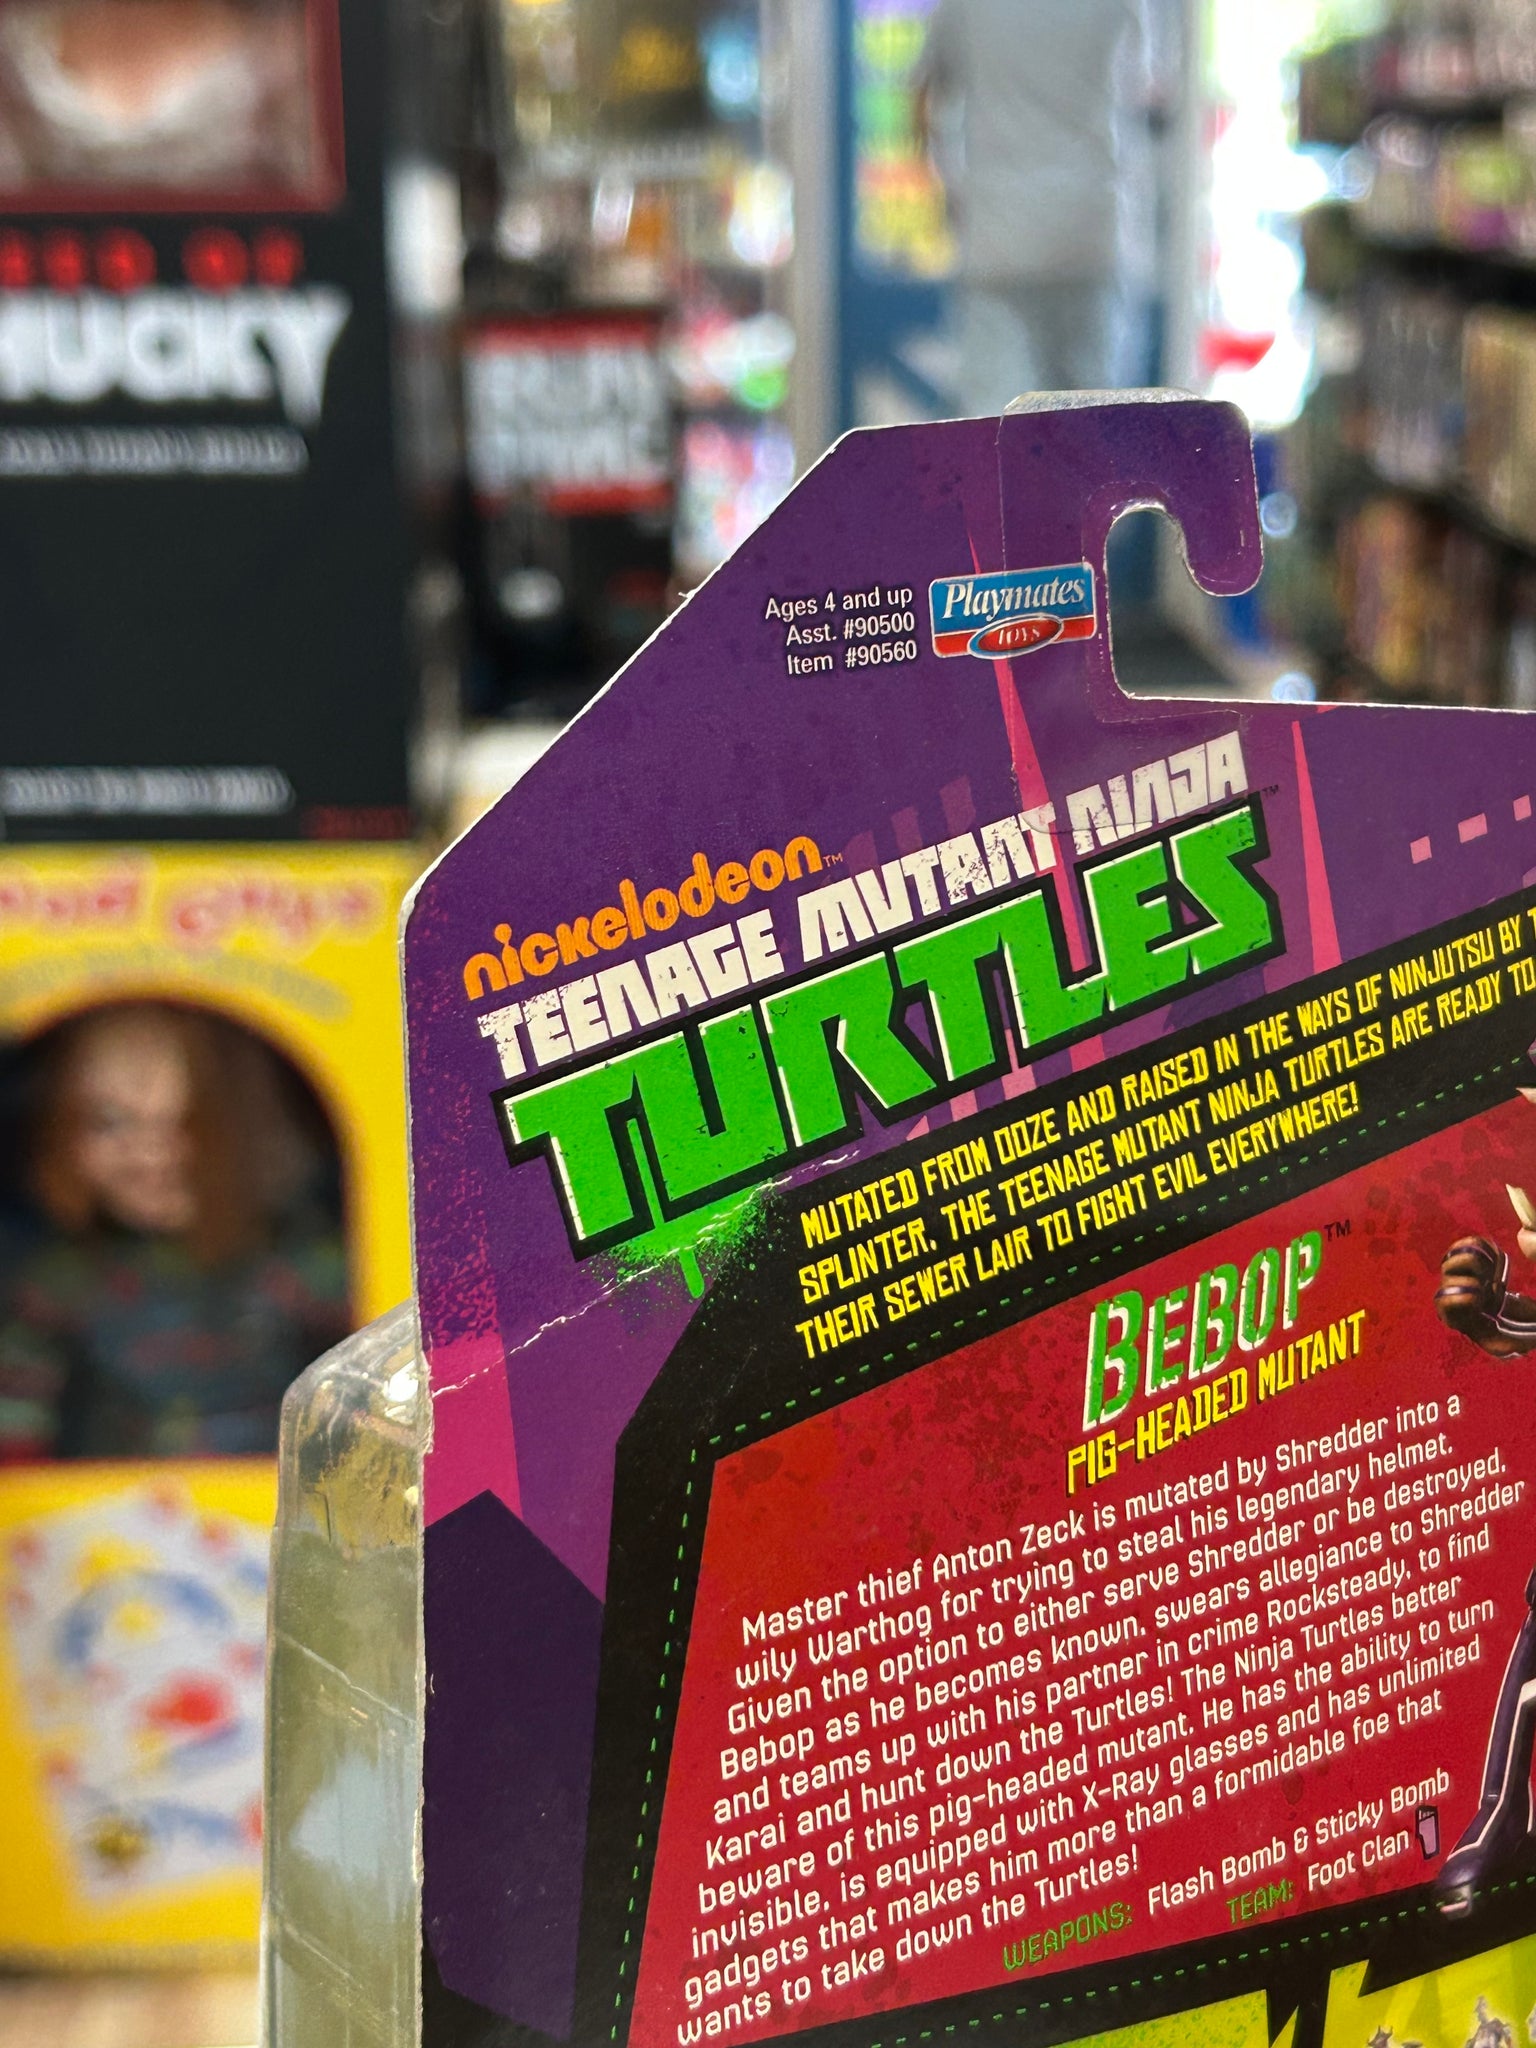 Ages 4 and up
Asst. #90500
Item #90560
Playmates
TOYS
nickelodeon™
TEENAGE MUTANT NINJA
TURTLES™
MUTATED FROM OOZE AND RAISED IN THE WAYS OF NINJUTSU BY
SPLINTER, THE TEENAGE MUTANT NINJA TURTLES ARE READY TO
THEIR SEWER LAIR TO FIGHT EVIL EVERYWHERE!
BEBOP™
PIG-HEADED MUTANT
Master thief Anton Zeck is mutated by Shredder into a
wily Warthog for trying to steal his legendary helmet.
Given the option to either serve Shredder or be destroyed,
Bebop as he becomes known, swears allegiance to Shredder
and teams up with his partner in crime Rocksteady, to find
Karai and hunt down the Turtles! The Ninja Turtles better
beware of this pig-headed mutant. He has the ability to turn
invisible, is equipped with X-Ray glasses and has unlimited
gadgets that makes him more than a formidable foe that
wants to take down the Turtles!
WEAPONS: Flash Bomb & Sticky Bomb
TEAM: Foot Clan
OF
HUCKY